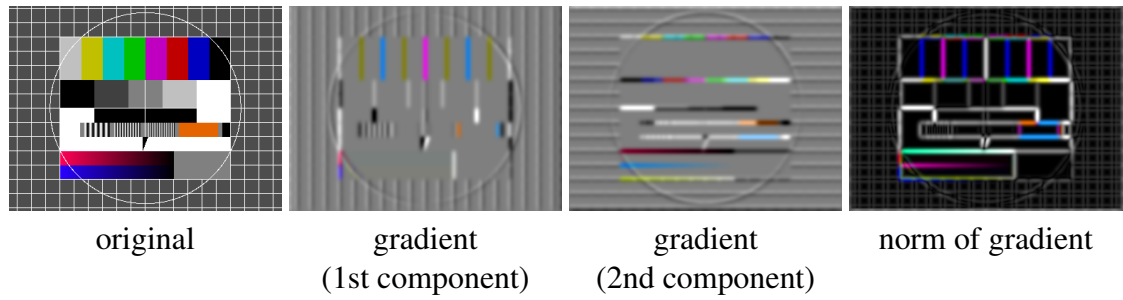 original
gradient
(1st component)
gradient
(2nd component)
norm of gradient